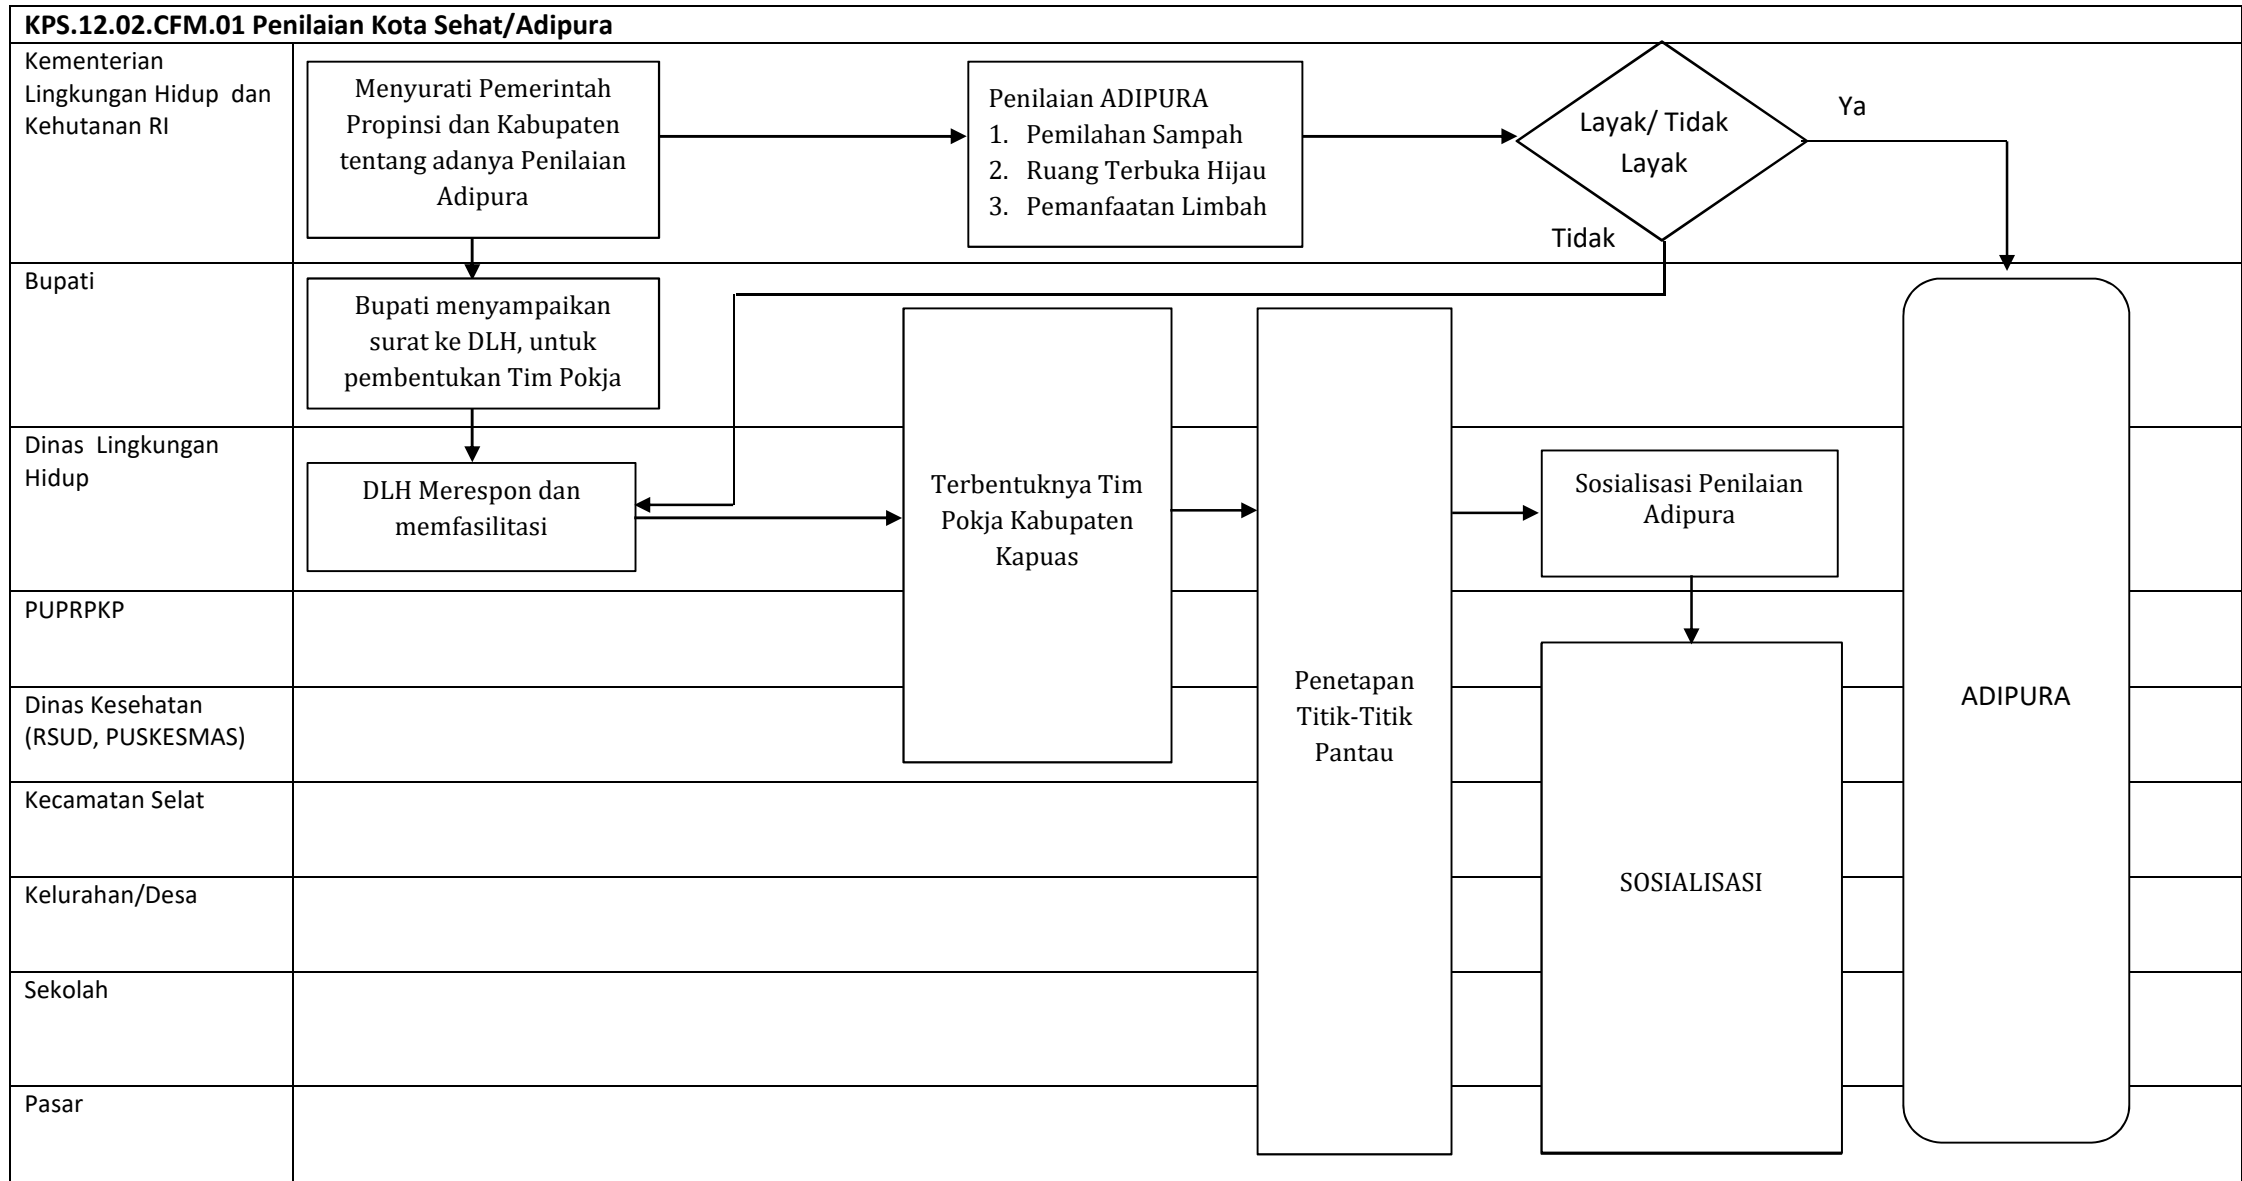 KPS.12.02.CFM.01 Penilaian Kota Sehat/Adipura
Kementerian
Lingkungan Hidup dan
Kehutanan RI
Menyurati Pemerintah
Propinsi dan Kabupaten
tentang adanya Penilaian
Adipura
Penilaian ADIPURA
1. Pemilahan Sampah
2. Ruang Terbuka Hijau
3. Pemanfaatan Limbah
Layak/ Tidak
Layak
Ya
Tidak
Bupati
Bupati menyampaikan
surat ke DLH, untuk
pembentukan Tim Pokja
Dinas Lingkungan
Hidup
DLH Merespon dan
memfasilitasi
Terbentuknya Tim
Pokja Kabupaten
Kapuas
Penetapan
Titik-Titik
Pantau
Sosialisasi Penilaian
Adipura
SOSIALISASI
ADIPURA
PUPRPKP
Dinas Kesehatan
(RSUD, PUSKESMAS)
Kecamatan Selat
Kelurahan/Desa
Sekolah
Pasar